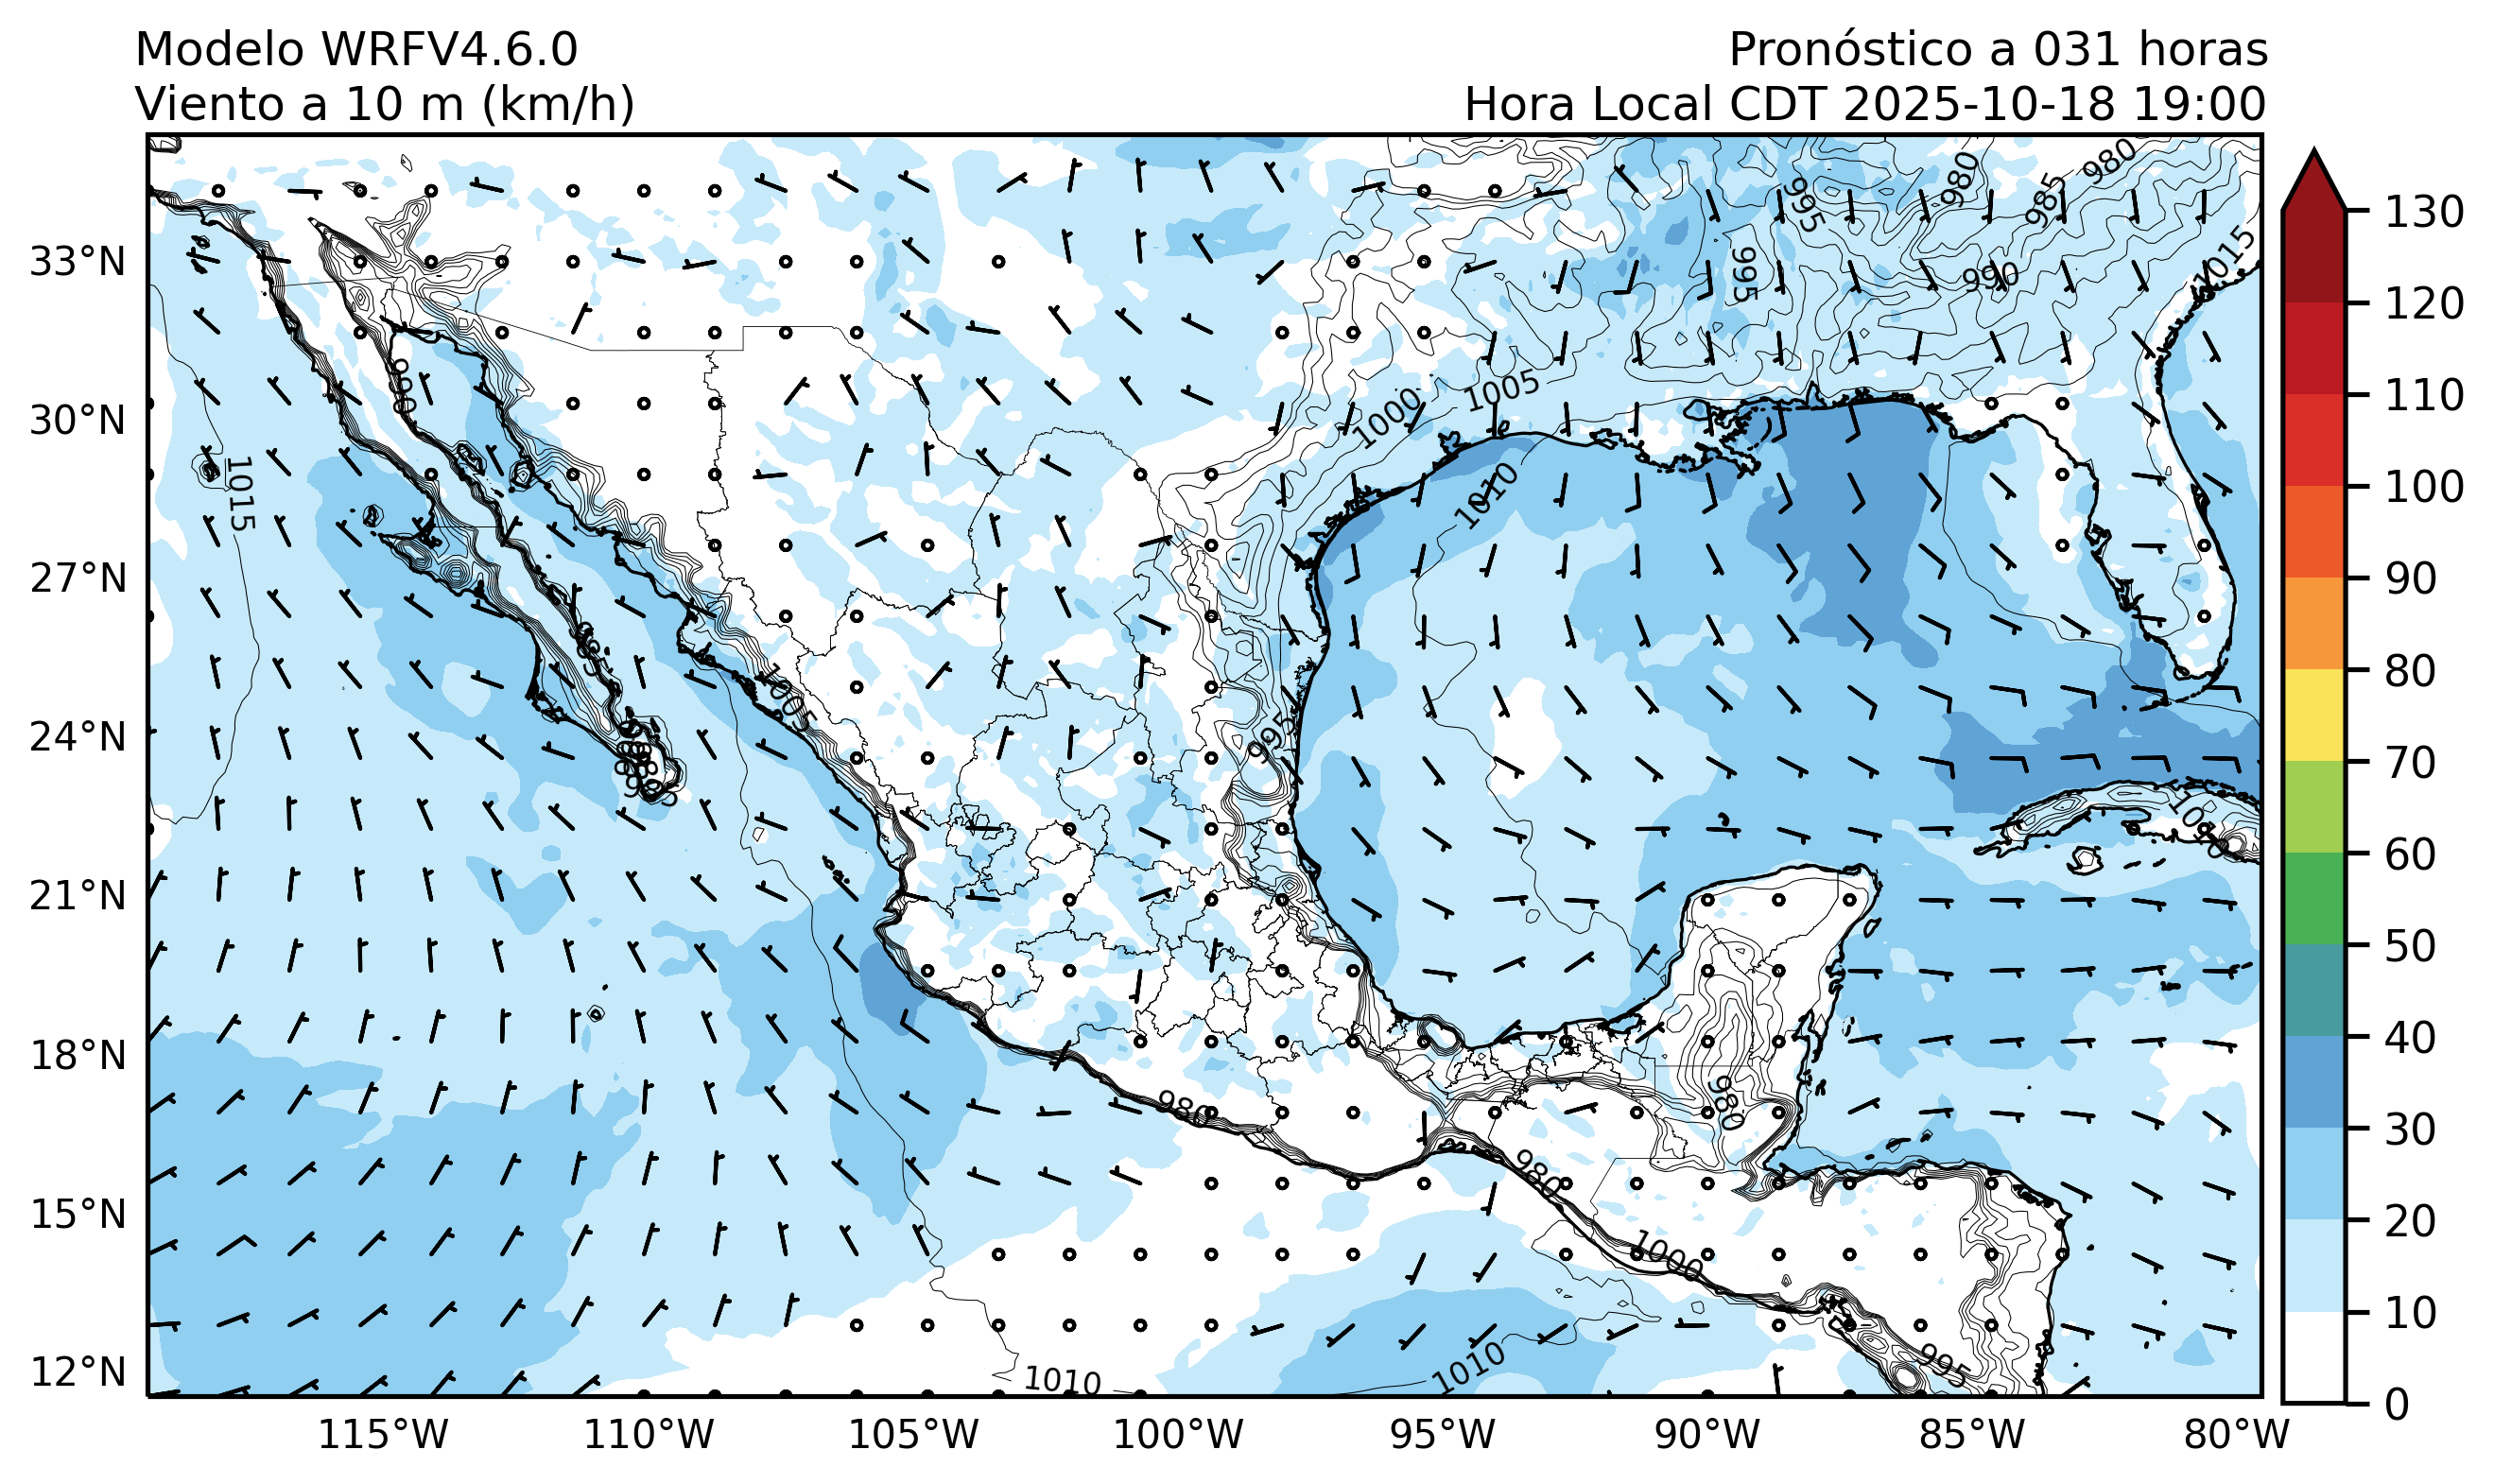 Modelo WRFV4.6.0
Pronóstico a 031 horas
Viento a 10 m (km/h)
Hora Local CDT 2025-10-18 19:00
33°N
30°N
27°N
24°N
21°N
18°N
15°N
12°N
115°W
110°W
105°W
100°W
95°W
90°W
85°W
80°W
130
120
110
100
90
80
70
60
50
40
30
20
10
0
980
980
985
995
995
990
1015
1005
1000
1010
990
1015
1005
995
980
980
980
1000
995
1010
1010